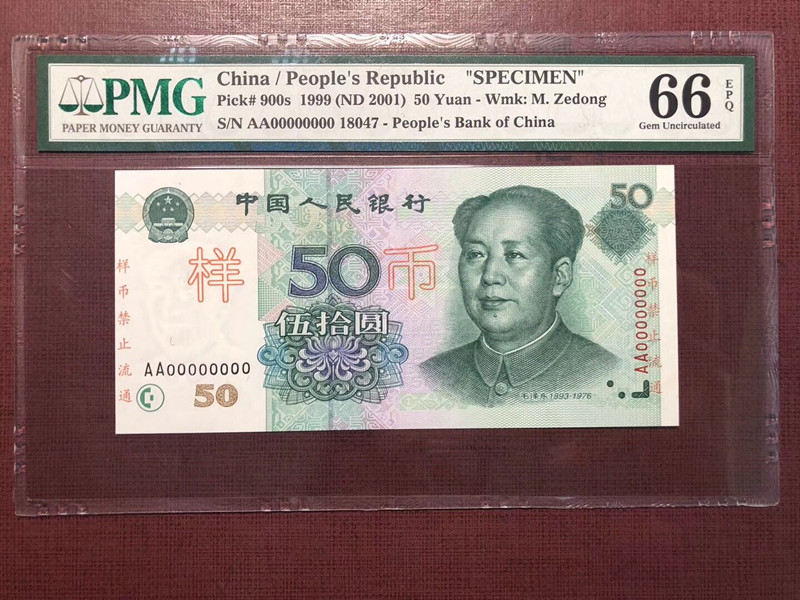 PMG
PAPER MONEY GUARANTY
China / People's Republic "SPECIMEN"
Pick# 900s 1999 (ND 2001) 50 Yuan - Wmk: M. Zedong
S/N AA00000000 18047 - People's Bank of China
66
EPQ
Gem Uncirculated
中国人民银行
50
样
50
币
伍拾圆
样币禁止流通
AA00000000
50
毛泽东1893-1976
AA00000000
样币禁止流通